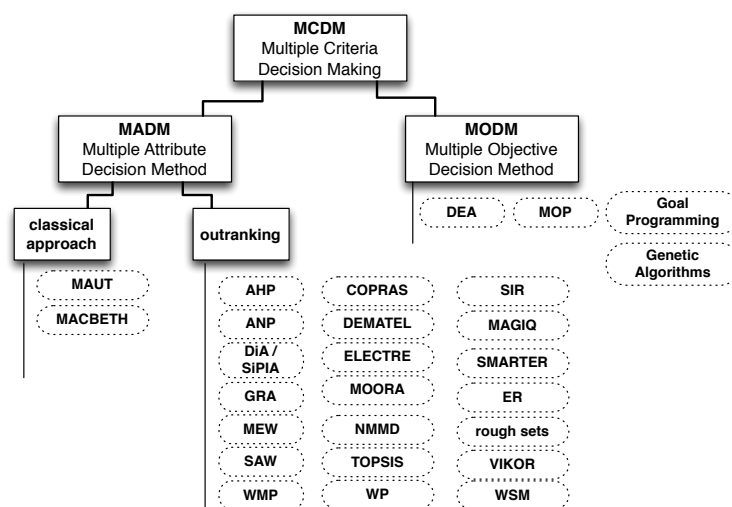 MCDM
Multiple Criteria
Decision Making
MADM
Multiple Attribute
Decision Method
MODM
Multiple Objective
Decision Method
classical
approach
outranking
MAUT
MACBETH
AHP
ANP
DiA /
SiPIA
GRA
MEW
SAW
WMP
COPRAS
DEMATEL
ELECTRE
MOORA
NMMD
TOPSIS
WP
SIR
MAGIQ
SMARTER
ER
rough sets
VIKOR
WSM
DEA
MOP
Goal
Programming
Genetic
Algorithms